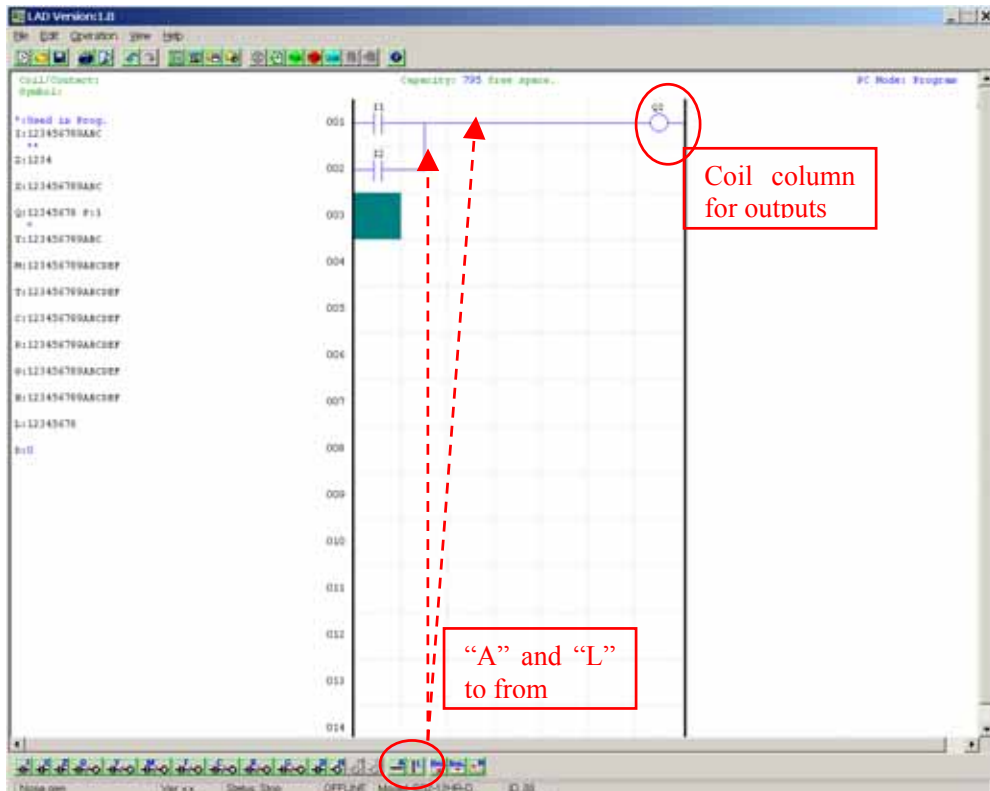 LAD Version:1.0
File Edit Operation View Help
Coil/Contact:
Symbol:
Capacity: 795 free space.
PC Mode: Program
*:Used in Prog.
I:123456789ABC
**
Z:1234
X:123456789ABC
Q:12345678 P:1
*
Y:123456789ABC
M:123456789ABCDEF
T:123456789ABCDEF
C:123456789ABCDEF
R:123456789ABCDEF
G:123456789ABCDEF
H:123456789ABCDEF
L:12345678
001
I1
002
I2
003
004
005
006
007
008
009
010
011
012
013
014
Coil column
for outputs
“A” and “L”
to from
Status: Stop
OFFLINE